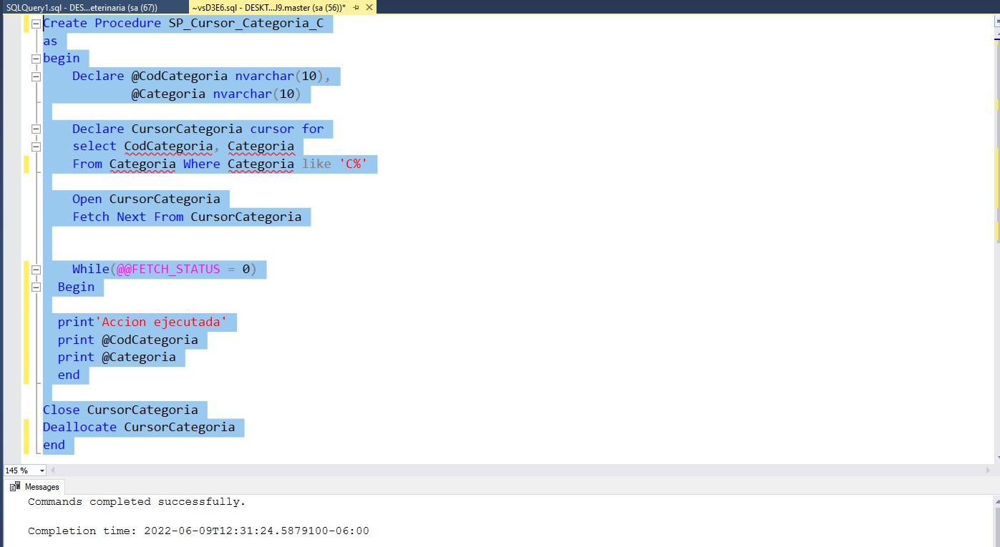 SQLQuery1.sql - DES...eterinaria (sa (67))
~vsD3E6.sql - DESKT...J9.master (sa (56))*
Create Procedure SP_Cursor_Categoria_C
as
begin
Declare @CodCategoria nvarchar(10),
@Categoria nvarchar(10)
Declare CursorCategoria cursor for
select CodCategoria, Categoria
From Categoria Where Categoria like 'C%'
Open CursorCategoria
Fetch Next From CursorCategoria
While(@@FETCH_STATUS = 0)
Begin
print'Accion ejecutada'
print @CodCategoria
print @Categoria
end
Close CursorCategoria
Deallocate CursorCategoria
end
145 %
Messages
Commands completed successfully.
Completion time: 2022-06-09T12:31:24.5879100-06:00